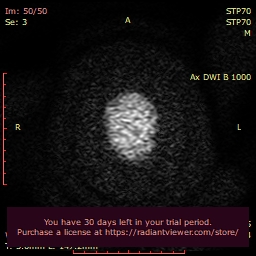 Im: 50/50
Se: 3
A
STP70
STP70
M
Ax DWI B 1000
R
L
You have 30 days left in your trial period.
Purchase a license at https://radiantviewer.com/store/